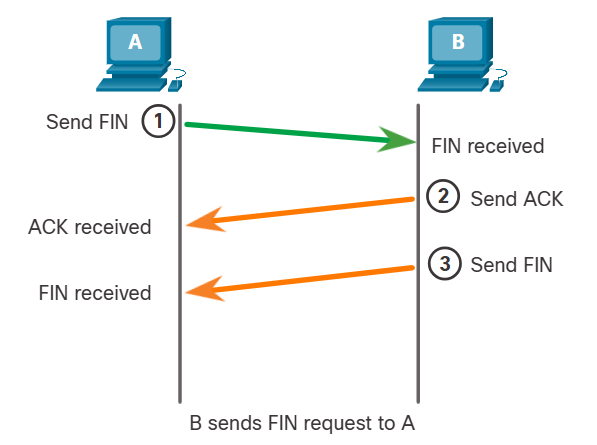 A
B
Send FIN 1
FIN received
2 Send ACK
ACK received
3 Send FIN
FIN received
B sends FIN request to A